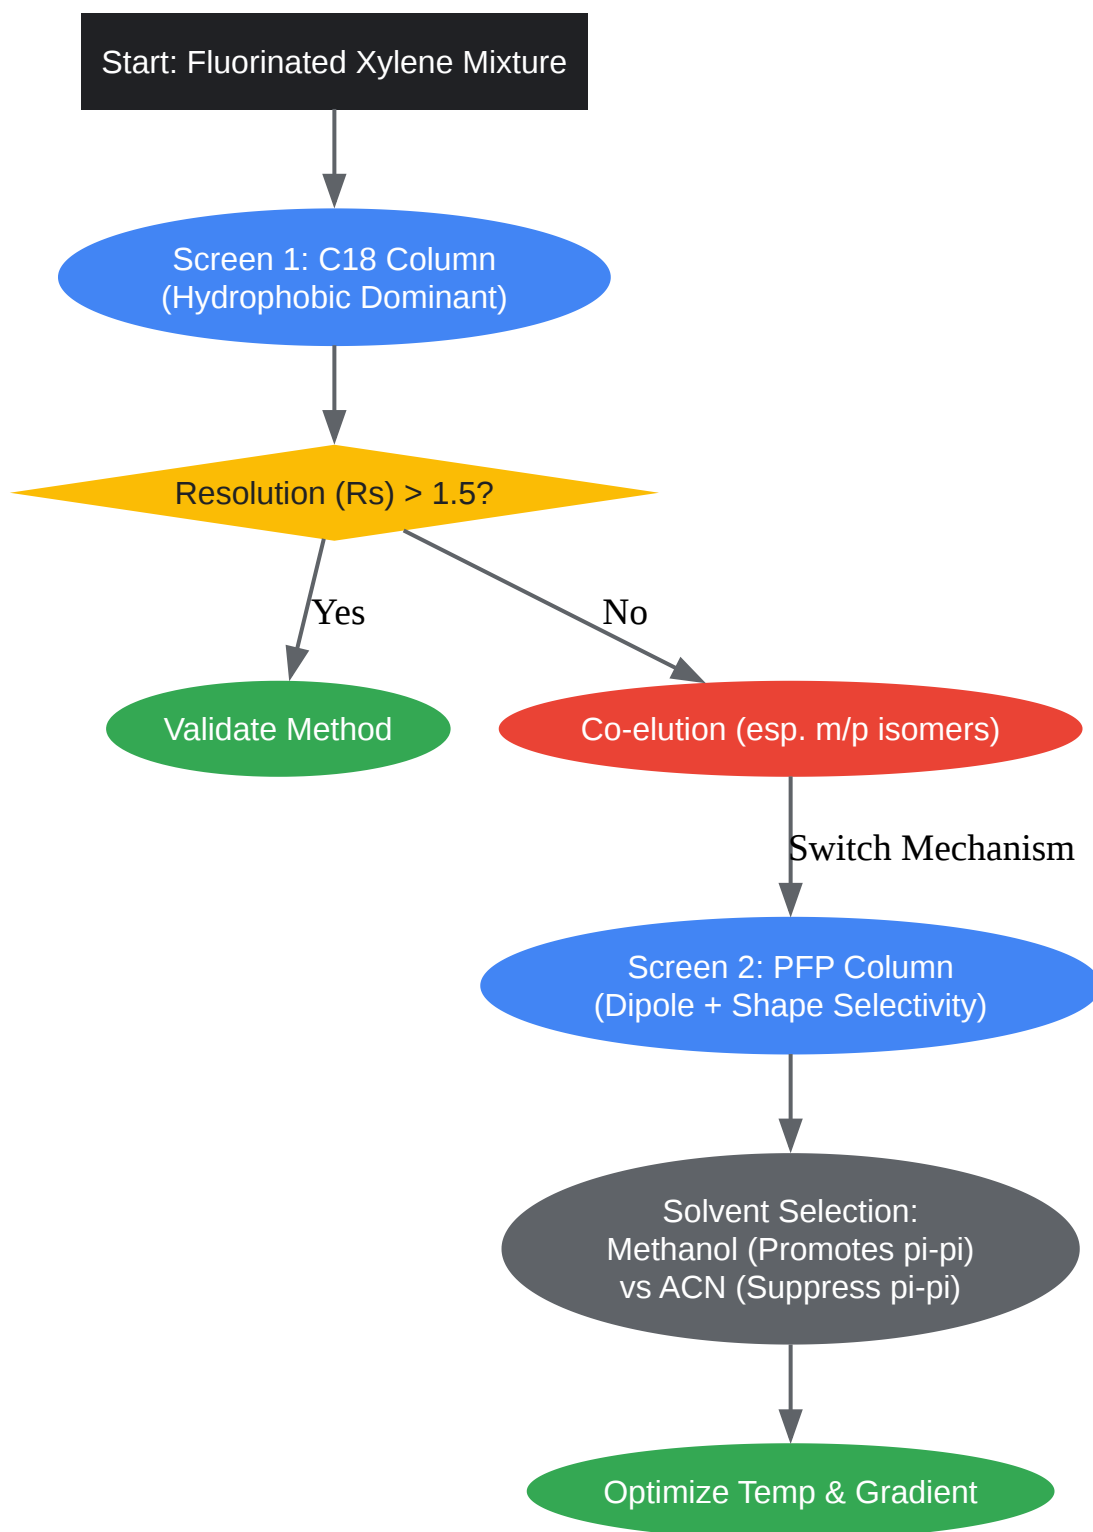 Start: Fluorinated Xylene Mixture
Screen 1: C18 Column
(Hydrophobic Dominant)
Resolution (Rs) > 1.5?
Yes
No
Validate Method
Co-elution (esp. m/p isomers)
Switch Mechanism
Screen 2: PFP Column
(Dipole + Shape Selectivity)
Solvent Selection:
Methanol (Promotes pi-pi)
vs ACN (Suppress pi-pi)
Optimize Temp & Gradient